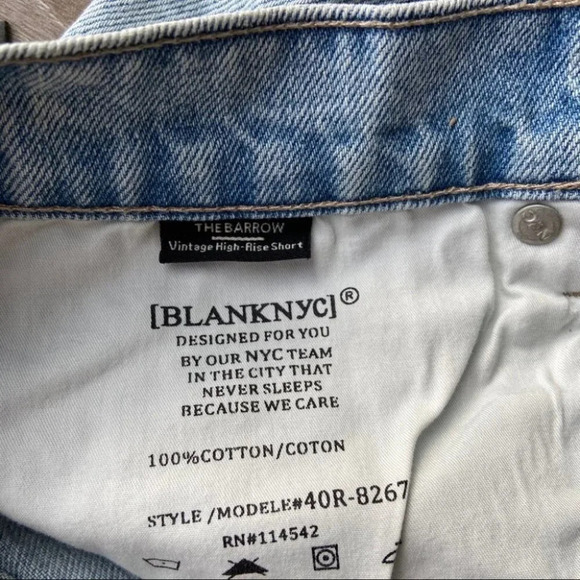 THE BARROW
Vintage High-Rise Short
[BLANKNYC]®
DESIGNED FOR YOU
BY OUR NYC TEAM
IN THE CITY THAT
NEVER SLEEPS
BECAUSE WE CARE
100%COTTON/COTON
STYLE /MODELE#40R-8267
RN#114542